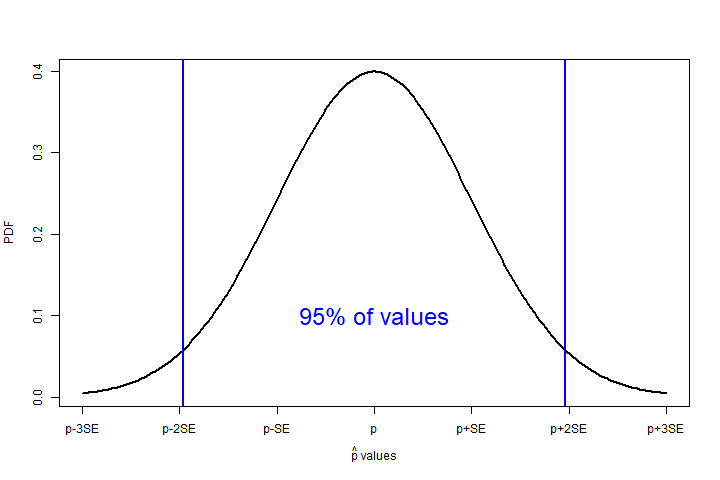 0.4
0.3
0.2
0.1
0.0
PDF
95% of values
p-3SE p-2SE p-SE p p+SE p+2SE p+3SE
p̂ values